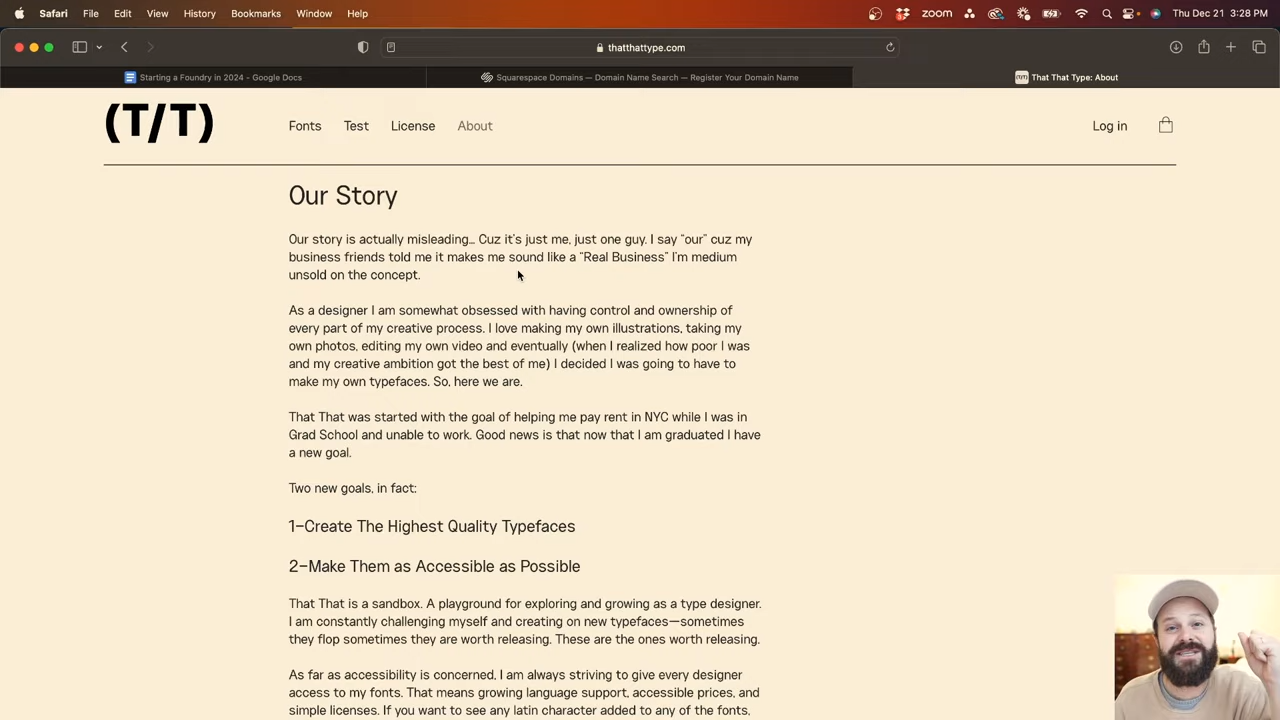 Safari File Edit View History Bookmarks Window Help zoom Thu Dec 21 3:28 PM
thatthattype.com
Starting a Foundry in 2024 - Google Docs Squarespace Domains — Domain Name Search — Register Your Domain Name (T/T) That That Type: About
(T/T) Fonts Test License About Log in
Our Story
Our story is actually misleading... Cuz it's just me, just one guy. I say "our" cuz my
business friends told me it makes me sound like a "Real Business" I'm medium
unsold on the concept.
As a designer I am somewhat obsessed with having control and ownership of
every part of my creative process. I love making my own illustrations, taking my
own photos, editing my own video and eventually (when I realized how poor I was
and my creative ambition got the best of me) I decided I was going to have to
make my own typefaces. So, here we are.
That That was started with the goal of helping me pay rent in NYC while I was in
Grad School and unable to work. Good news is that now that I am graduated I have
a new goal.
Two new goals, in fact:
1–Create The Highest Quality Typefaces
2–Make Them as Accessible as Possible
That That is a sandbox. A playground for exploring and growing as a type designer.
I am constantly challenging myself and creating on new typefaces—sometimes
they flop sometimes they are worth releasing. These are the ones worth releasing.
As far as accessibility is concerned, I am always striving to give every designer
access to my fonts. That means growing language support, accessible prices, and
simple licenses. If you want to see any latin character added to any of the fonts,